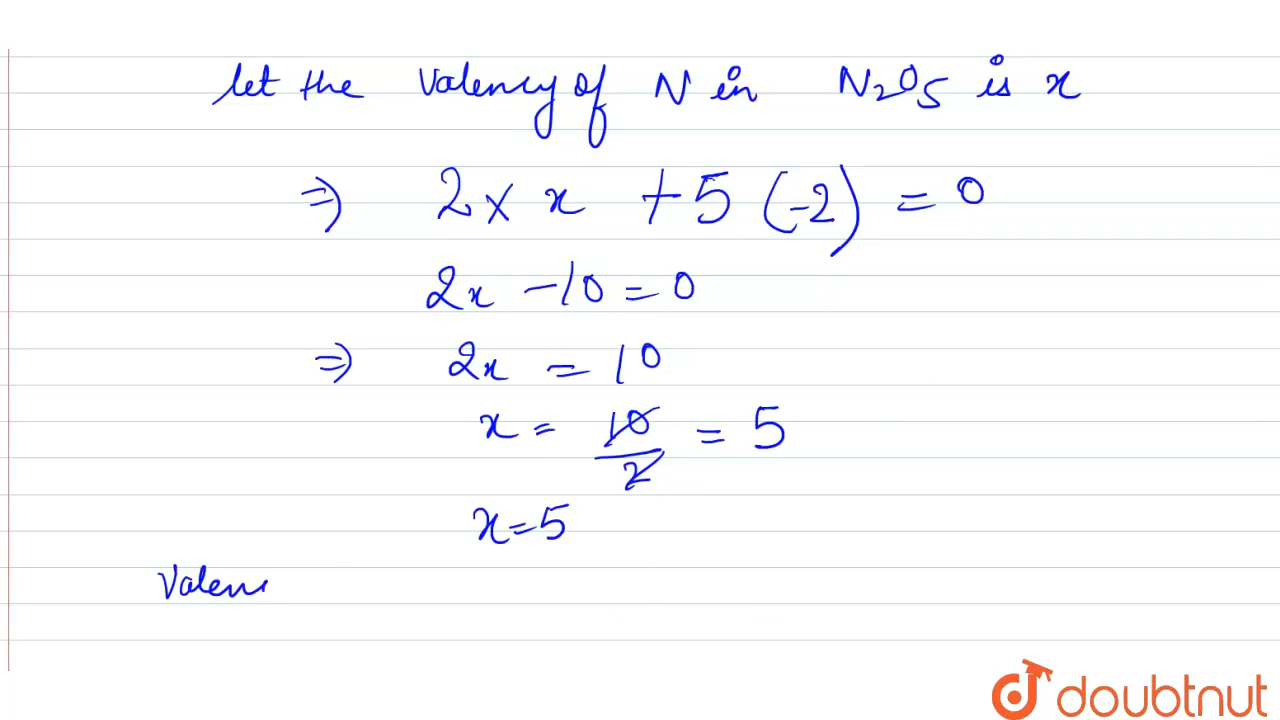 let the valency of N in N2O5 is x
⇒ 2 × x + 5 (-2) = 0
2x - 10 = 0
⇒ 2x = 10
x = 10/2 = 5
x = 5
Valen
doubtnut